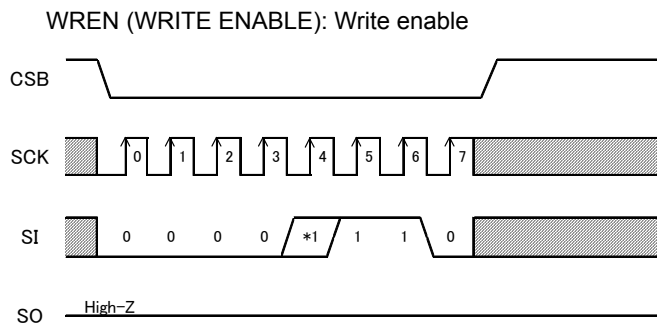 WREN (WRITE ENABLE): Write enable
CSB
SCK 0 1 2 3 4 5 6 7
SI 0 0 0 0 *1 1 1 0
High-Z
SO